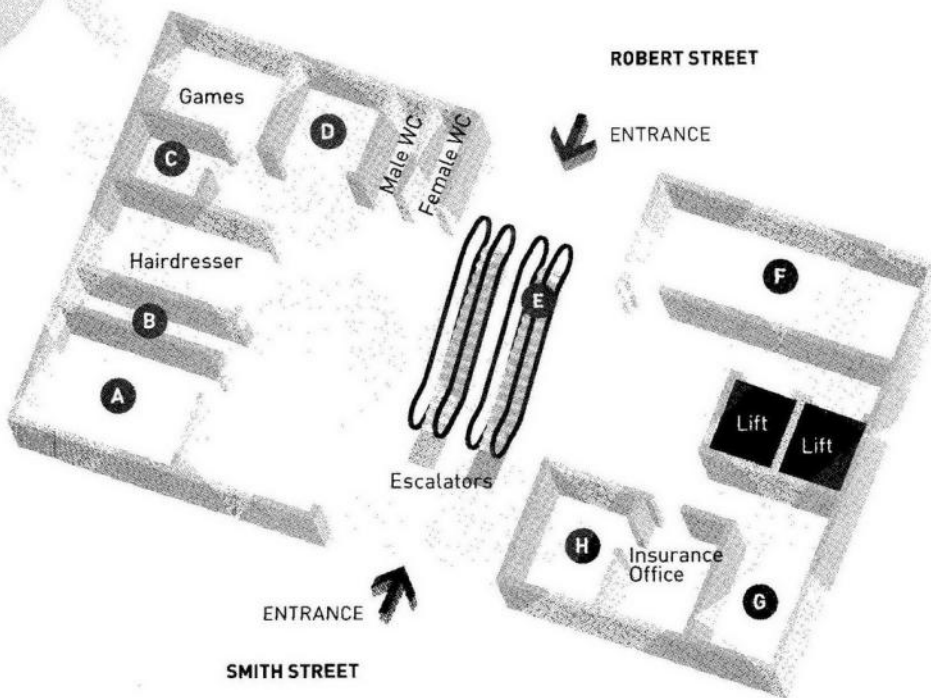 ROBERT STREET
ENTRANCE
Games
D
Male WC
Female WC
C
Hairdresser
F
E
B
A
Lift
Lift
Escalators
H
Insurance
Office
G
ENTRANCE
SMITH STREET